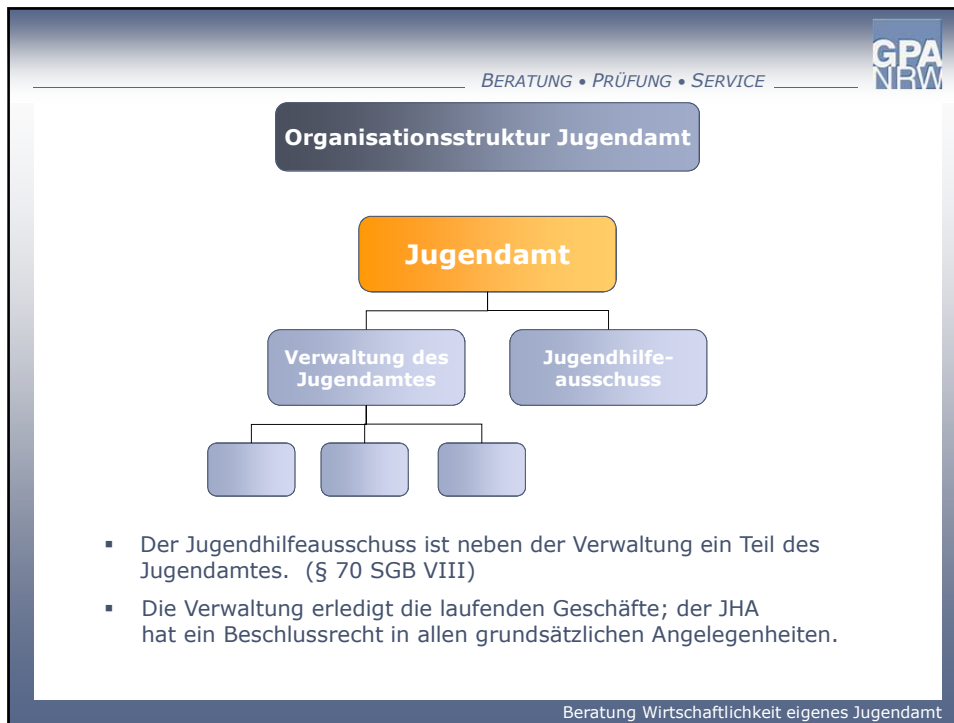 GPA
NRW
BERATUNG • PRÜFUNG • SERVICE
Organisationsstruktur Jugendamt
Jugendamt
Verwaltung des
Jugendamtes
Jugendhilfe-
ausschuss
▪ Der Jugendhilfeausschuss ist neben der Verwaltung ein Teil des
Jugendamtes. (§ 70 SGB VIII)
▪ Die Verwaltung erledigt die laufenden Geschäfte; der JHA
hat ein Beschlussrecht in allen grundsätzlichen Angelegenheiten.
Beratung Wirtschaftlichkeit eigenes Jugendamt